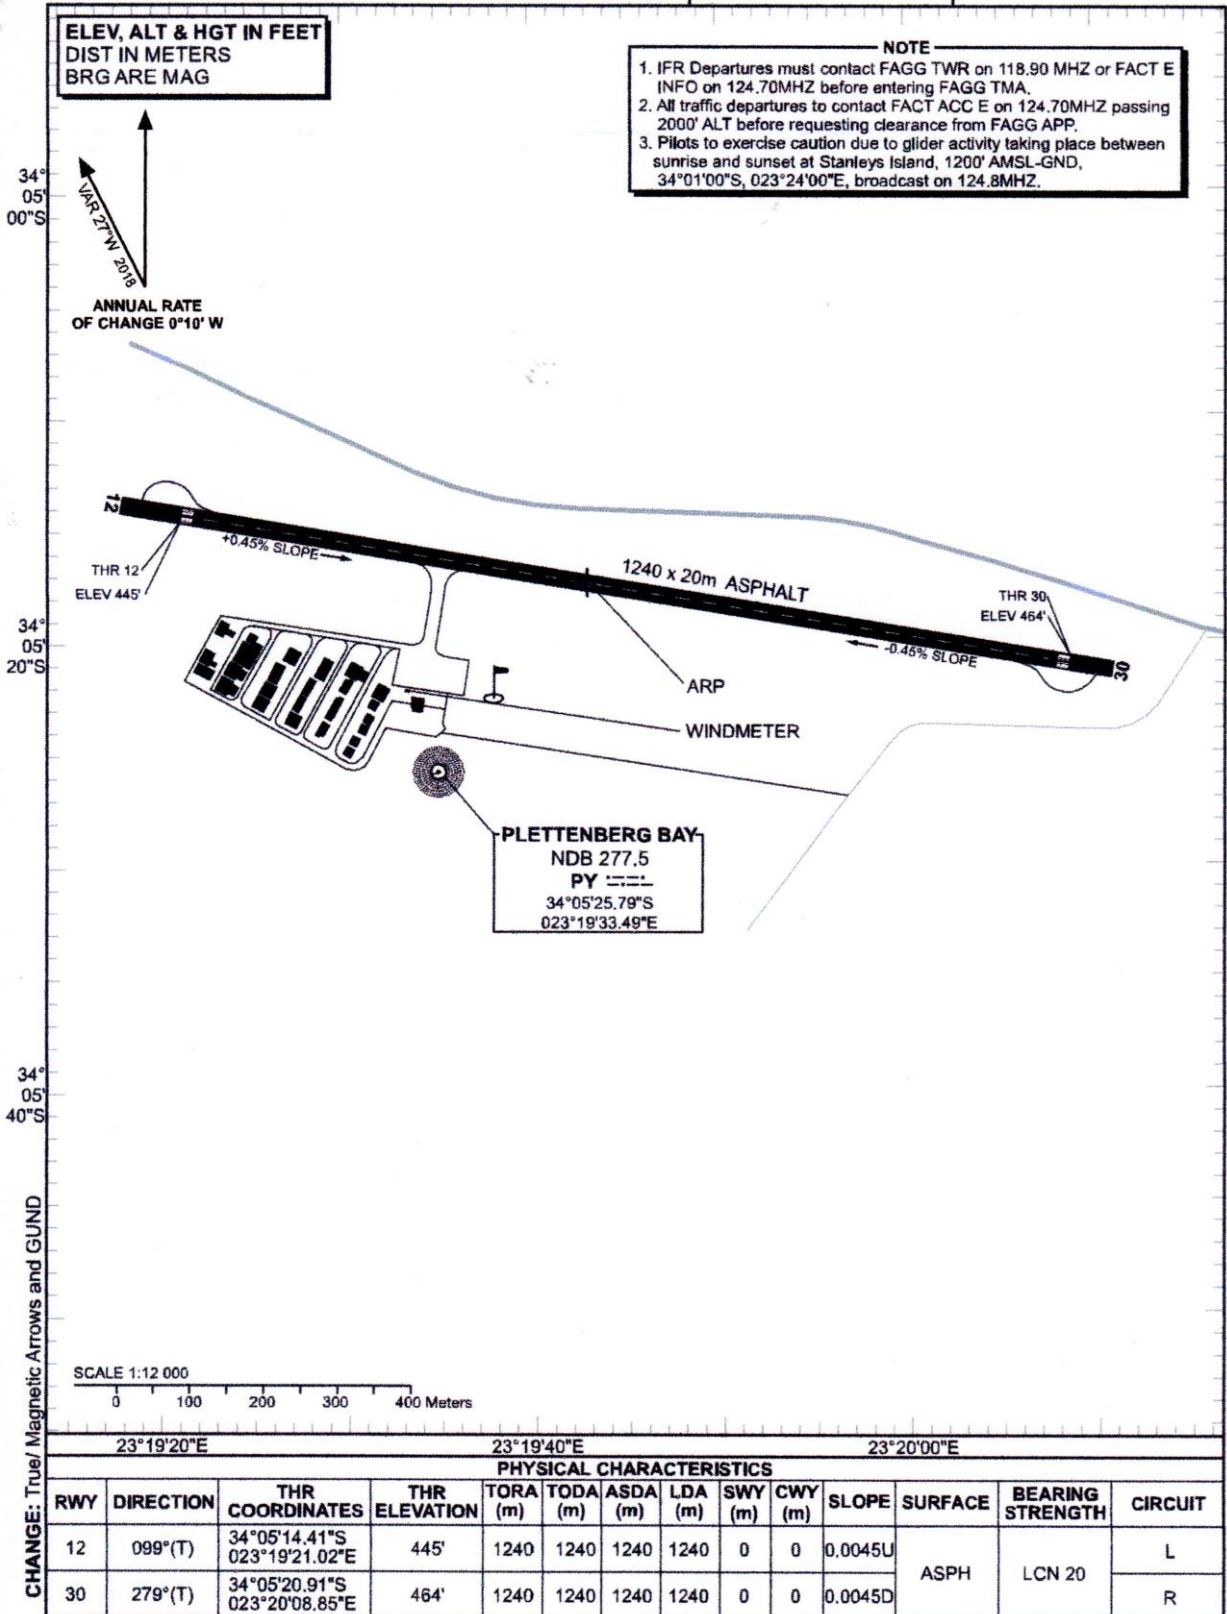 ELEV, ALT & HGT IN FEET
DIST IN METERS
BRG ARE MAG
NOTE
1. IFR Departures must contact FAGG TWR on 118.90 MHZ or FACT E
INFO on 124.70MHZ before entering FAGG TMA.
2. All traffic departures to contact FACT ACC E on 124.70MHZ passing
2000' ALT before requesting clearance from FAGG APP.
3. Pilots to exercise caution due to glider activity taking place between
sunrise and sunset at Stanleys Island, 1200' AMSL-GND,
34°01'00"S, 023°24'00"E, broadcast on 124.8MHZ.
34°
05'
00"S
VAR 27°W 2018
ANNUAL RATE
OF CHANGE 0°10' W
12
+0.45% SLOPE
THR 12
ELEV 445'
1240 x 20m ASPHALT
THR 30
ELEV 464'
-0.45% SLOPE
30
34°
05'
20"S
ARP
WINDMETER
PLETTENBERG BAY
NDB 277.5
PY
34°05'25.79"S
023°19'33.49"E
34°
05'
40"S
CHANGE: True/ Magnetic Arrows and GUND
SCALE 1:12 000
0 100 200 300 400 Meters
23°19'20"E 23°19'40"E 23°20'00"E
PHYSICAL CHARACTERISTICS
RWY DIRECTION THR COORDINATES THR ELEVATION TORA (m) TODA (m) ASDA (m) LDA (m) SWY (m) CWY (m) SLOPE SURFACE BEARING STRENGTH CIRCUIT
12 099°(T) 34°05'14.41"S 023°19'21.02"E 445' 1240 1240 1240 1240 0 0 0.0045U ASPH LCN 20 L
30 279°(T) 34°05'20.91"S 023°20'08.85"E 464' 1240 1240 1240 1240 0 0 0.0045D R